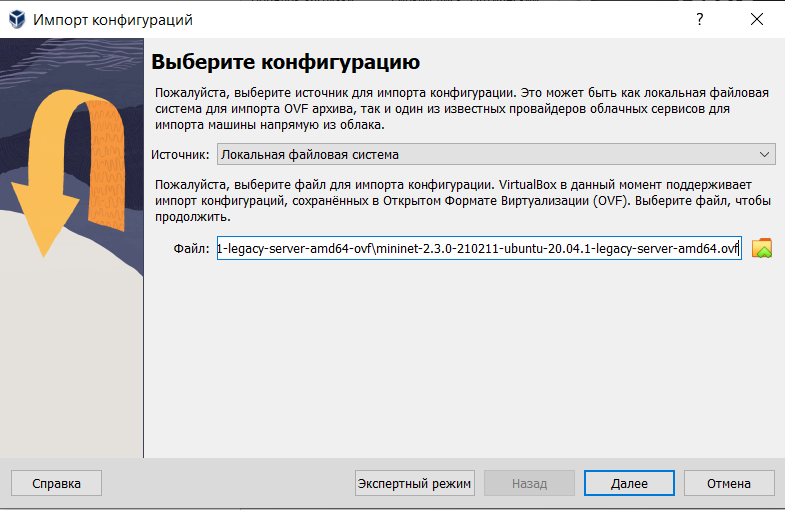 Импорт конфигураций
?
Выберите конфигурацию
Пожалуйста, выберите источник для импорта конфигурации. Это может быть как локальная файловая
система для импорта OVF архива, так и один из известных провайдеров облачных сервисов для
импорта машины напрямую из облака.
Источник: Локальная файловая система
Пожалуйста, выберите файл для импорта конфигурации. VirtualBox в данный момент поддерживает
импорт конфигураций, сохранённых в Открытом Формате Виртуализации (OVF). Выберите файл, чтобы
продолжить.
Файл: 1-legacy-server-amd64-ovf\mininet-2.3.0-210211-ubuntu-20.04.1-legacy-server-amd64.ovf
Справка Экспертный режим Назад Далее Отмена